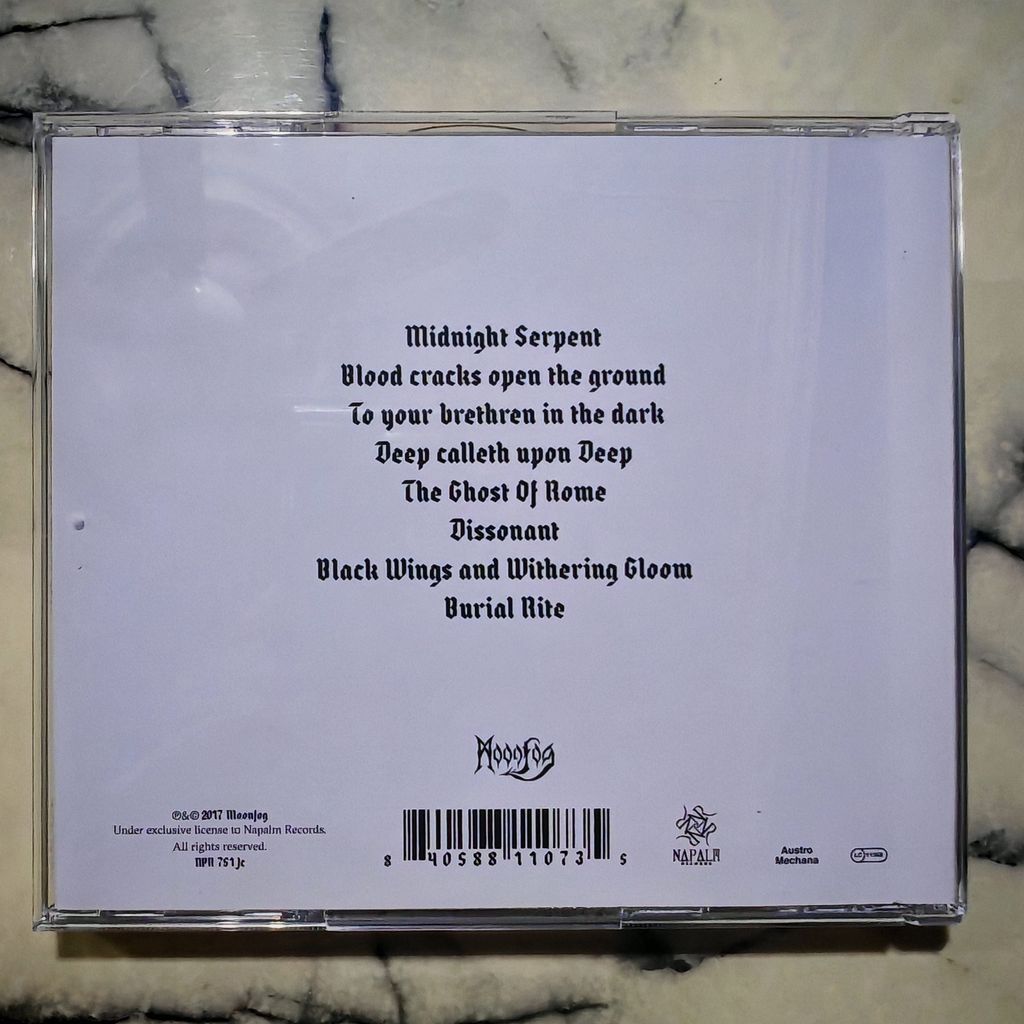 Midnight Serpent
Blood cracks open the ground
To your brethren in the dark
Deep calleth upon Deep
The Ghost Of Rome
Dissonant
Black Wings and Withering Gloom
Burial Rite
Moonfog
℗&© 2017 Moonfog
Under exclusive license to Napalm Records.
All rights reserved.
NPR 751 Jc
8 40588 11073 5
NAPALM
RECORDS
Austro
Mechana
LC